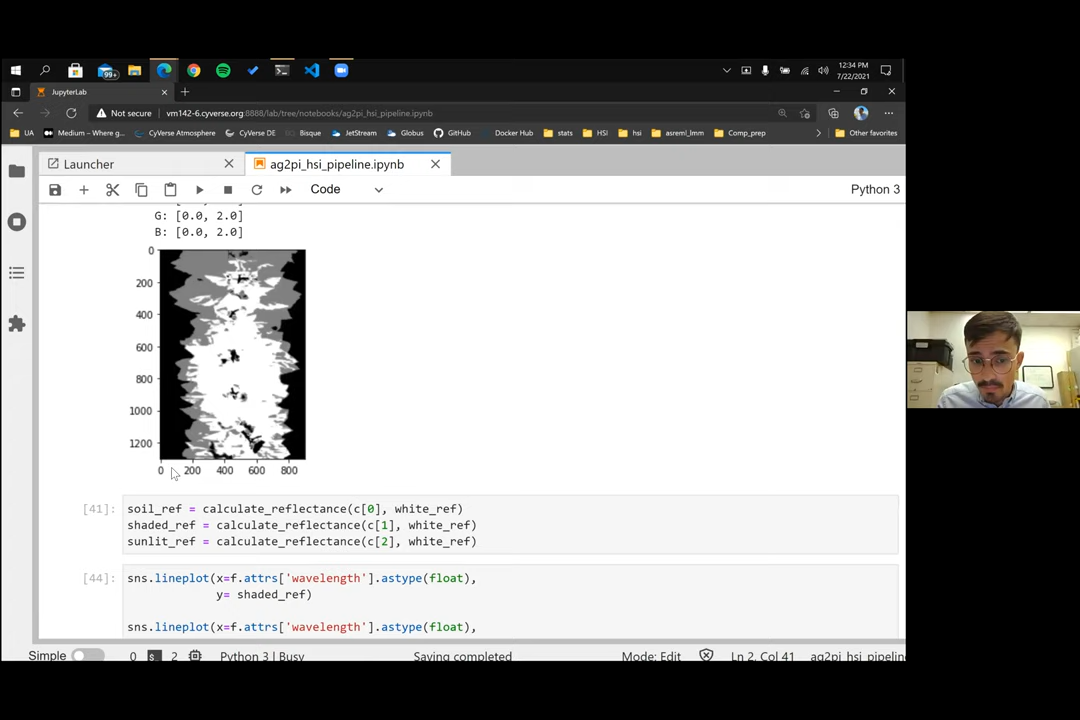 99+
12:34 PM
7/22/2021
JupyterLab
Not secure
vm142-6.cyverse.org:8888/lab/tree/notebooks/ag2pi_hsi_pipeline.ipynb
UA
Medium – Where g...
CyVerse Atmosphere
CyVerse DE
Bisque
JetStream
Globus
GitHub
Docker Hub
stats
HSI
hsi
asreml_lmm
Comp_prep
Other favorites
Launcher
ag2pi_hsi_pipeline.ipynb
Code
Python 3
G: [0.0, 2.0]
B: [0.0, 2.0]
0
200
400
600
800
1000
1200
0 200 400 600 800
[41]:
soil_ref = calculate_reflectance(c[0], white_ref)
shaded_ref = calculate_reflectance(c[1], white_ref)
sunlit_ref = calculate_reflectance(c[2], white_ref)
[44]:
sns.lineplot(x=f.attrs['wavelength'].astype(float),
y= shaded_ref)
sns.lineplot(x=f.attrs['wavelength'].astype(float),
Simple
0
2
Python 3 | Busy
Saving completed
Mode: Edit
Ln 2, Col 41
ag2pi_hsi_pipelin